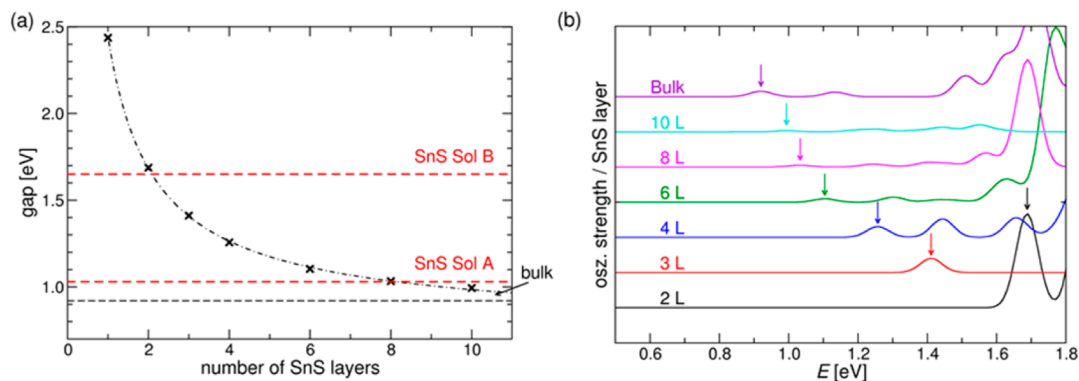 (a)
2.5
2.0
1.5
1.0
gap [eV]
SnS Sol B
SnS Sol A
bulk
0 2 4 6 8 10
number of SnS layers
(b)
osz. strength / SnS layer
Bulk
10 L
8 L
6 L
4 L
3 L
2 L
0.6 0.8 1.0 1.2 1.4 1.6 1.8
E [eV]